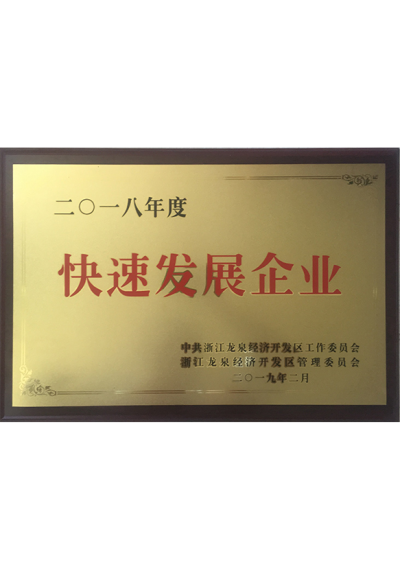 二〇一八年度
快速发展企业
中共浙江龙泉经济开发区工作委员会
浙江龙泉经济开发区管理委员会
二〇一九年二月